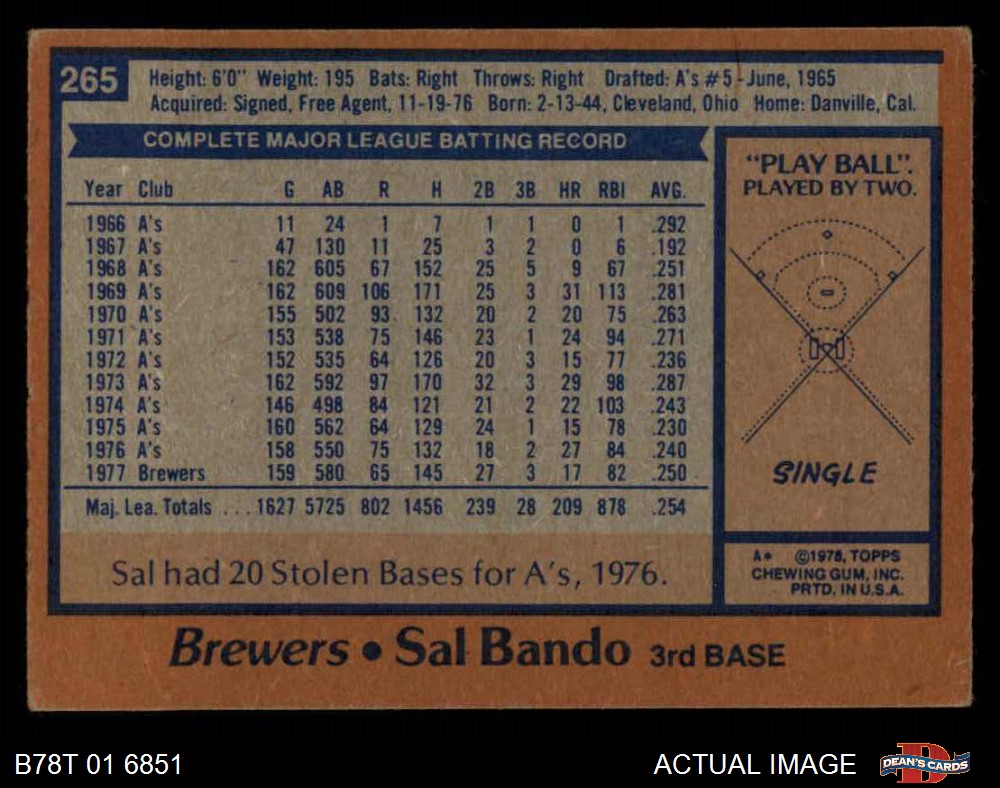 265
Height: 6'0" Weight: 195 Bats: Right Throws: Right Drafted: A's #5 - June, 1965
Acquired: Signed, Free Agent, 11-19-76 Born: 2-13-44, Cleveland, Ohio Home: Danville, Cal.
COMPLETE MAJOR LEAGUE BATTING RECORD
Year Club G AB R H 2B 3B HR RBI AVG.
1966 A's 11 24 1 7 1 1 0 1 .292
1967 A's 47 130 11 25 3 2 0 6 .192
1968 A's 162 605 67 152 25 5 9 67 .251
1969 A's 162 609 106 171 25 3 31 113 .281
1970 A's 155 502 93 132 20 2 20 75 .263
1971 A's 153 538 75 146 23 1 24 94 .271
1972 A's 152 535 64 126 20 3 15 77 .236
1973 A's 162 592 97 170 32 3 29 98 .287
1974 A's 146 498 84 121 21 2 22 103 .243
1975 A's 160 562 64 129 24 1 15 78 .230
1976 A's 158 550 75 132 18 2 27 84 .240
1977 Brewers 159 580 65 145 27 3 17 82 .250
Maj. Lea. Totals ... 1627 5725 802 1456 239 28 209 878 .254
Sal had 20 Stolen Bases for A's, 1976.
"PLAY BALL".
PLAYED BY TWO.
SINGLE
A* ©1978, TOPPS
CHEWING GUM, INC.
PRTD. IN U.S.A.
Brewers • Sal Bando 3rd BASE
B78T 01 6851
ACTUAL IMAGE
D
DEAN'S CARDS